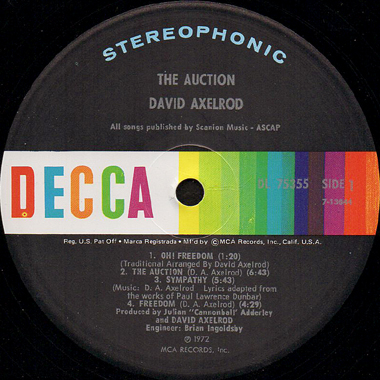 STEREOPHONIC
THE AUCTION
DAVID AXELROD
All songs published by Scanian Music - ASCAP
DECCA
DL 75355 SIDE 1
7-13644
Reg. U.S. Pat Off • Marca Registrada • Mf'd by MCA Records, Inc., Calif. U.S.A.
1. OH! FREEDOM (1:20)
(Traditional Arranged By David Axelrod)
2. THE AUCTION (D. A. Axelrod) (6:43)
3. SYMPATHY (5:43)
(Music: D. A. Axelrod Lyrics adapted from
the works of Paul Lawrence Dunbar)
4. FREEDOM (D. A. Axelrod) (4:29)
Produced by Julian "Cannonball" Adderley
and DAVID AXELROD
Engineer: Brian Ingoldsby
℗ 1972
MCA RECORDS, Inc.